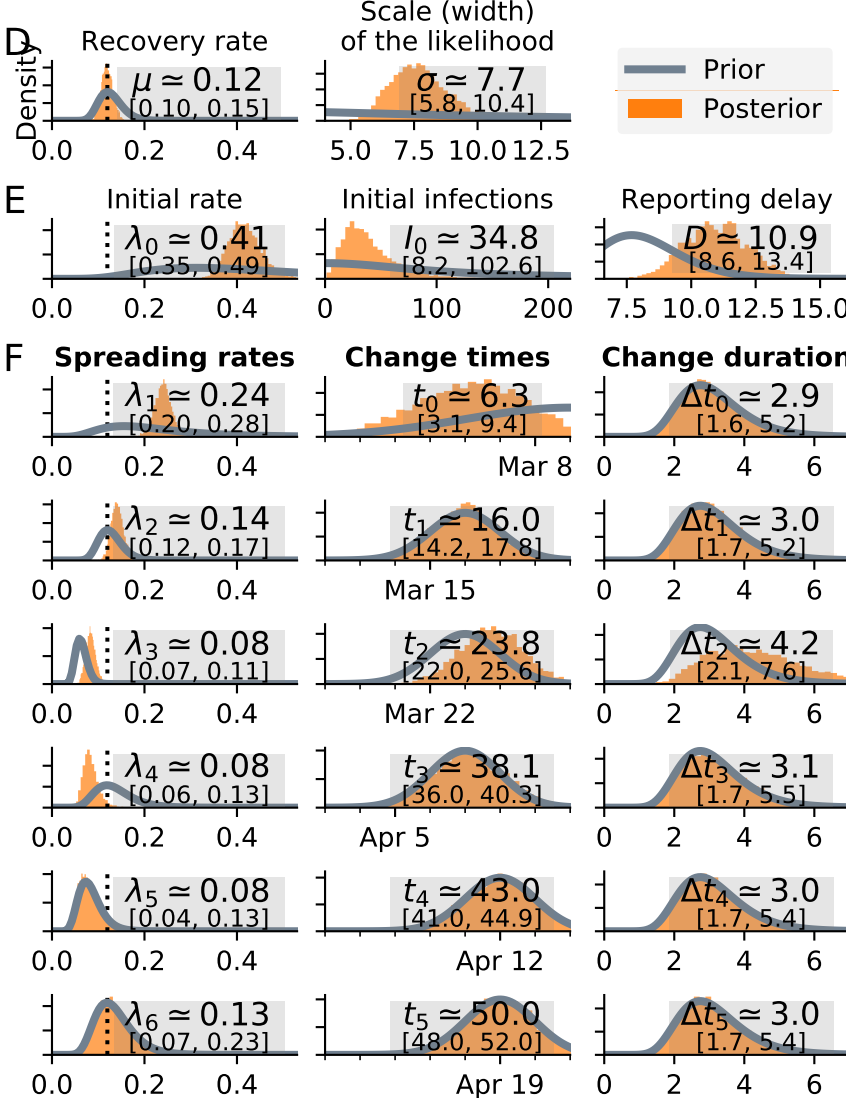 D
Density
Recovery rate
μ ≃ 0.12
[0.10, 0.15]
0.0 0.2 0.4
Scale (width)
of the likelihood
σ ≃ 7.7
[5.8, 10.4]
5.0 7.5 10.0 12.5
Prior
Posterior
E
Initial rate
λ0 ≃ 0.41
[0.35, 0.49]
0.0 0.2 0.4
Initial infections
I0 ≃ 34.8
[8.2, 102.6]
0 100 200
Reporting delay
D ≃ 10.9
[8.6, 13.4]
7.5 10.0 12.5 15.0
F
Spreading rates
Change times
Change duration
λ1 ≃ 0.24
[0.20, 0.28]
0.0 0.2 0.4
t0 ≃ 6.3
[3.1, 9.4]
Mar 8
Δt0 ≃ 2.9
[1.6, 5.2]
0 2 4 6
λ2 ≃ 0.14
[0.12, 0.17]
0.0 0.2 0.4
t1 ≃ 16.0
[14.2, 17.8]
Mar 15
Δt1 ≃ 3.0
[1.7, 5.2]
0 2 4 6
λ3 ≃ 0.08
[0.07, 0.11]
0.0 0.2 0.4
t2 ≃ 23.8
[22.0, 25.6]
Mar 22
Δt2 ≃ 4.2
[2.1, 7.6]
0 2 4 6
λ4 ≃ 0.08
[0.06, 0.13]
0.0 0.2 0.4
t3 ≃ 38.1
[36.0, 40.3]
Apr 5
Δt3 ≃ 3.1
[1.7, 5.5]
0 2 4 6
λ5 ≃ 0.08
[0.04, 0.13]
0.0 0.2 0.4
t4 ≃ 43.0
[41.0, 44.9]
Apr 12
Δt4 ≃ 3.0
[1.7, 5.4]
0 2 4 6
λ6 ≃ 0.13
[0.07, 0.23]
0.0 0.2 0.4
t5 ≃ 50.0
[48.0, 52.0]
Apr 19
Δt5 ≃ 3.0
[1.7, 5.4]
0 2 4 6